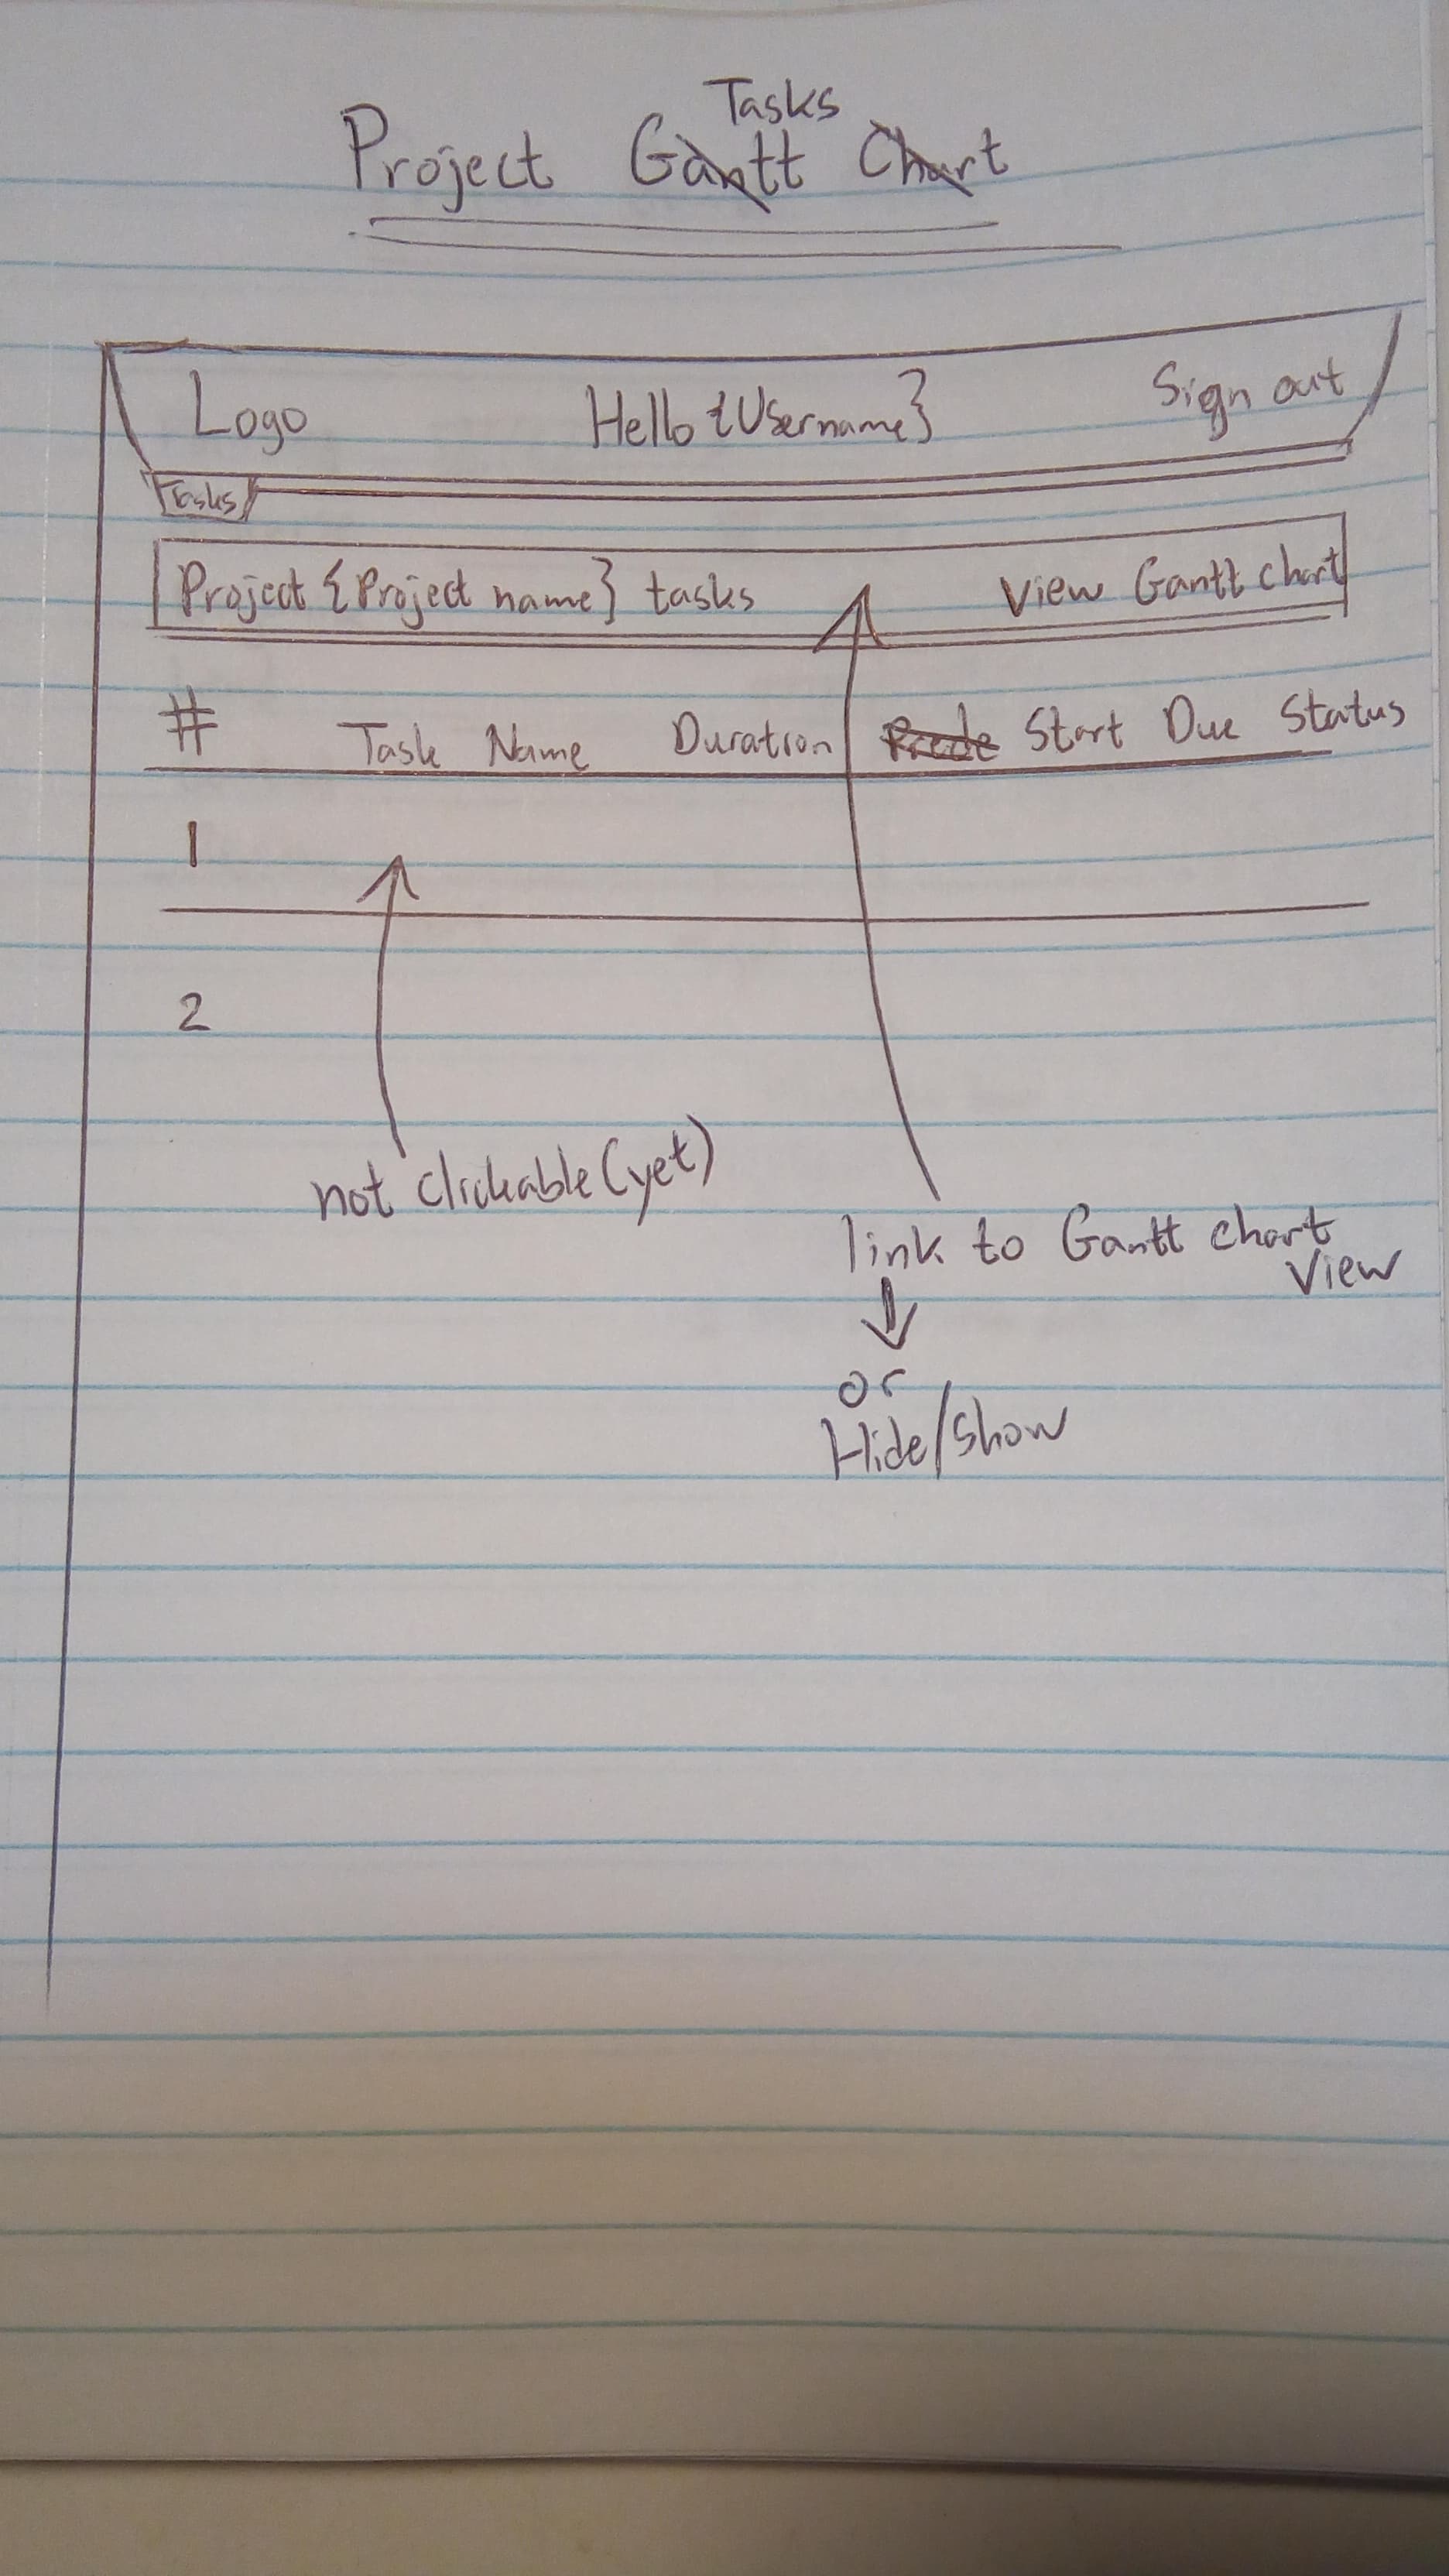 Tasks
Project Gantt Chart
Logo Hello {Username} Sign out
Tasks
Project {Project name} tasks View Gantt chart
# Task Name Duration Prede Start Due Status
1
2
not clickable (yet)
link to Gantt chart
view
or
Hide/Show